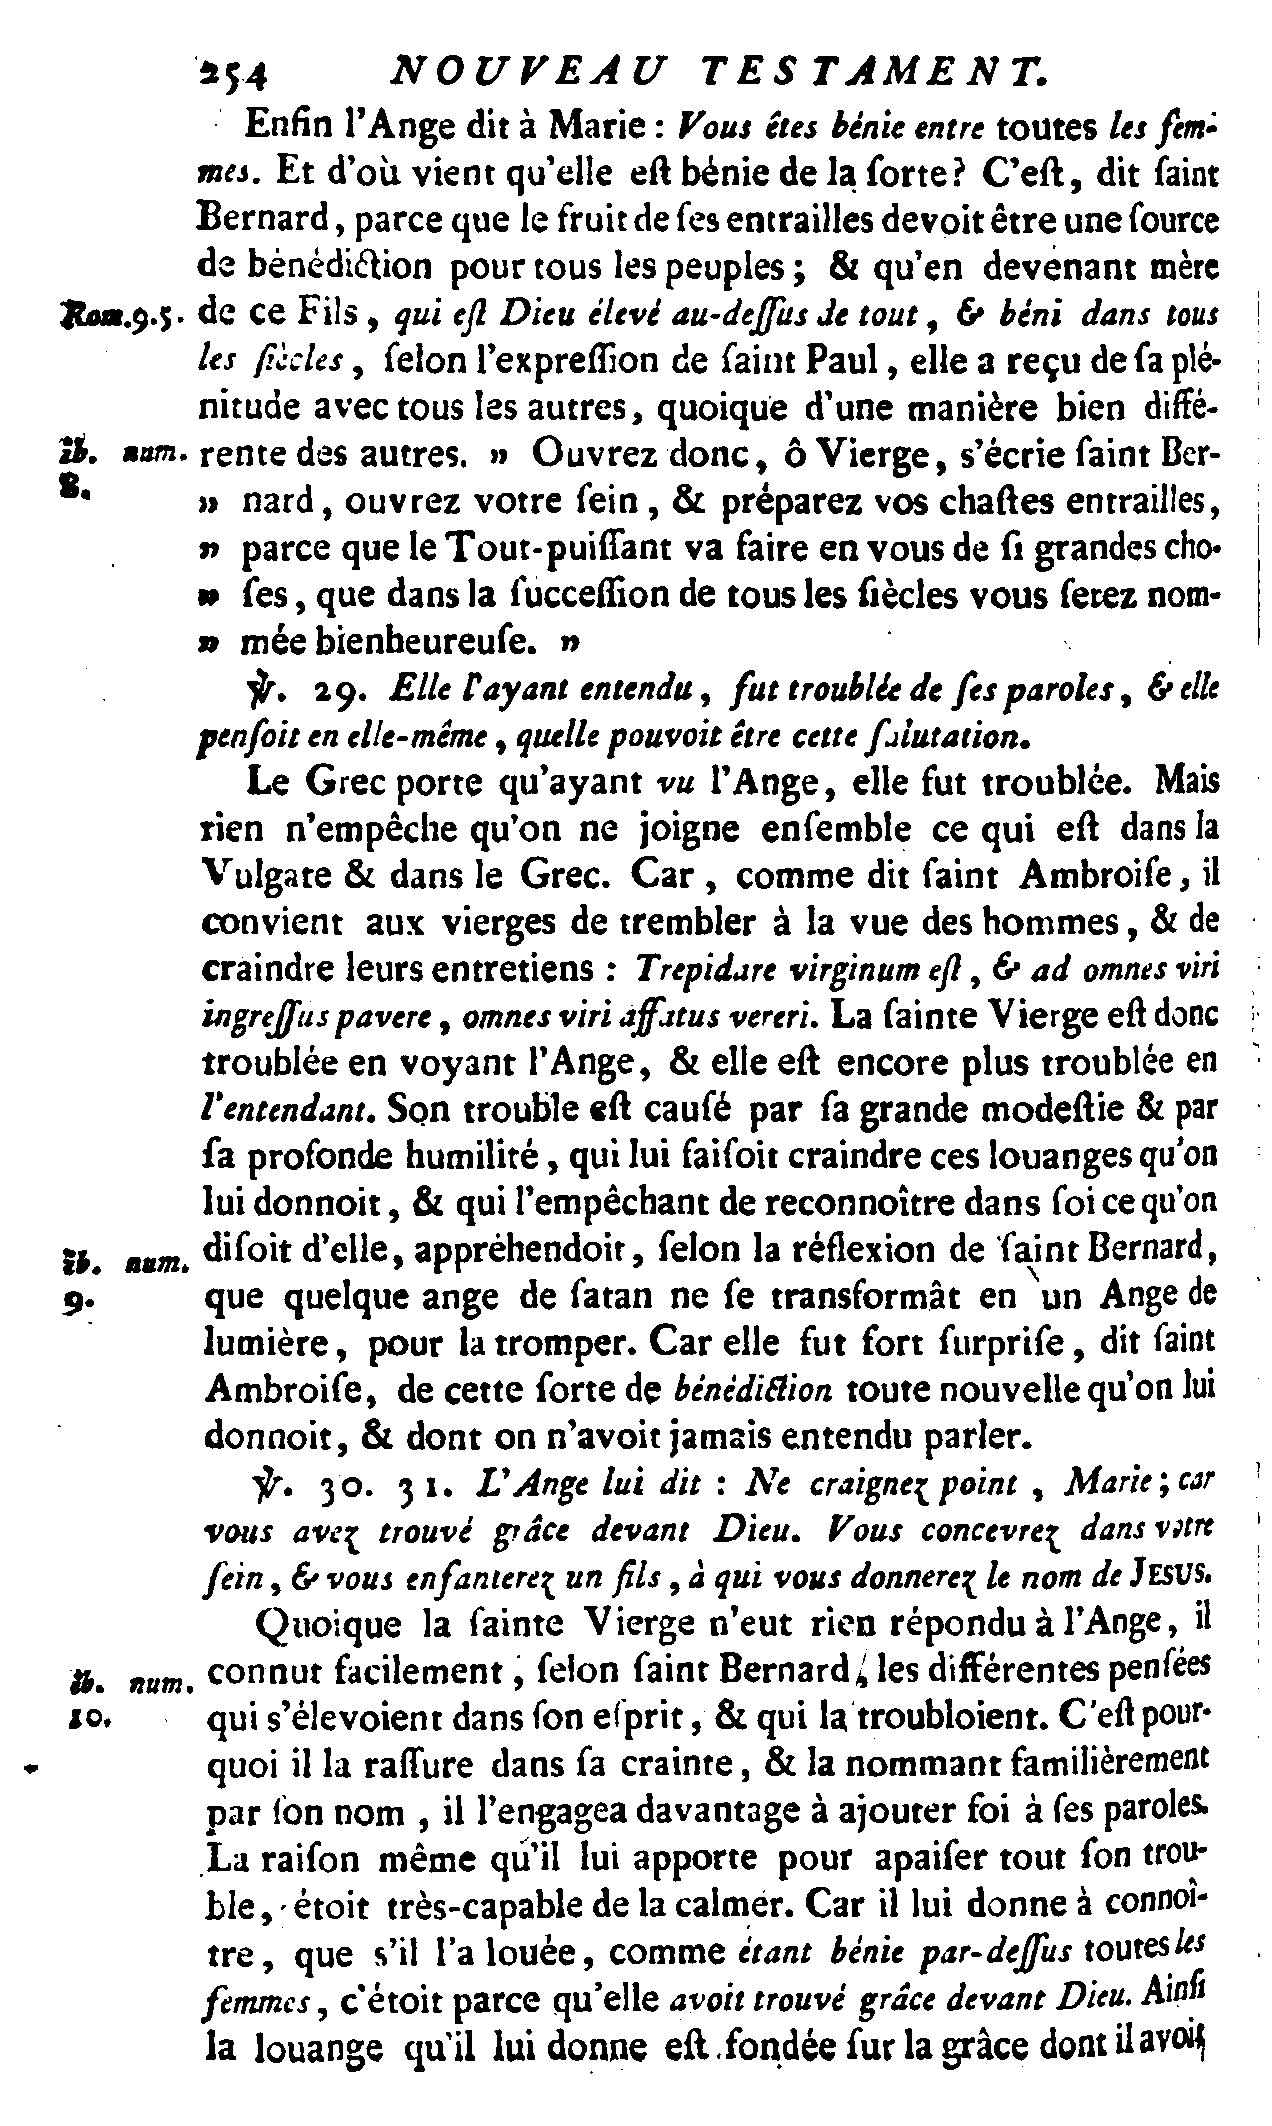 254 NOUVEAU TESTAMENT.
Enfin l'Ange dit à Marie : Vous êtes bénie entre toutes les fem-
mes. Et d'où vient qu'elle eſt bénie de la ſorte? C'eſt, dit ſaint
Bernard, parce que le fruit de ſes entrailles devoit être une ſource
de bénédiction pour tous les peuples; & qu'en devenant mère
Rom. 9. 5. de ce Fils, qui eſt Dieu élevé au-deſſus de tout, & béni dans tous
les ſiècles, ſelon l'expreſſion de ſaint Paul, elle a reçu de ſa plé-
nitude avec tous les autres, quoique d'une manière bien diffé-
ib. num. rente des autres. » Ouvrez donc, ô Vierge, s'écrie ſaint Ber-
8. » nard, ouvrez votre ſein, & préparez vos chaſtes entrailles,
» parce que le Tout-puiſſant va faire en vous de ſi grandes cho-
» ſes, que dans la ſucceſſion de tous les ſiècles vous ſerez nom-
» mée bienheureuſe. »
℣. 29. Elle l'ayant entendu, fut troublée de ſes paroles, & elle
penſoit en elle-même, quelle pouvoit être cette ſalutation.
Le Grec porte qu'ayant vu l'Ange, elle fut troublée. Mais
rien n'empêche qu'on ne joigne enſemble ce qui eſt dans la
Vulgate & dans le Grec. Car, comme dit ſaint Ambroiſe, il
convient aux vierges de trembler à la vue des hommes, & de
craindre leurs entretiens : Trepidare virginum eſt, & ad omnes viri
ingreſſus pavere, omnes viri affatus vereri. La ſainte Vierge eſt donc
troublée en voyant l'Ange, & elle eſt encore plus troublée en
l'entendant. Son trouble eſt cauſé par ſa grande modeſtie & par
ſa profonde humilité, qui lui faiſoit craindre ces louanges qu'on
lui donnoit, & qui l'empêchant de reconnoître dans ſoi ce qu'on
ib. num. diſoit d'elle, appréhendoit, ſelon la réflexion de ſaint Bernard,
9. que quelque ange de ſatan ne ſe transformât en un Ange de
lumière, pour la tromper. Car elle fut fort ſurpriſe, dit ſaint
Ambroiſe, de cette ſorte de bénédiction toute nouvelle qu'on lui
donnoit, & dont on n'avoit jamais entendu parler.
℣. 30. 31. L'Ange lui dit : Ne craignez point, Marie; car
vous avez trouvé grâce devant Dieu. Vous concevrez dans votre
ſein, & vous enfanterez un fils, à qui vous donnerez le nom de JESUS.
Quoique la ſainte Vierge n'eut rien répondu à l'Ange, il
ib. num. connut facilement, ſelon ſaint Bernard, les différentes penſées
10. qui s'élevoient dans ſon eſprit, & qui la troubloient. C'eſt pour-
quoi il la raſſure dans ſa crainte, & la nommant familièrement
par ſon nom, il l'engagea davantage à ajouter foi à ſes paroles.
La raiſon même qu'il lui apporte pour apaiſer tout ſon trou-
ble, étoit très-capable de la calmer. Car il lui donne à connoî-
tre, que s'il l'a louée, comme étant bénie par-deſſus toutes les
femmes, c'étoit parce qu'elle avoit trouvé grâce devant Dieu. Ainſi
la louange qu'il lui donne eſt fondée ſur la grâce dont il avoit